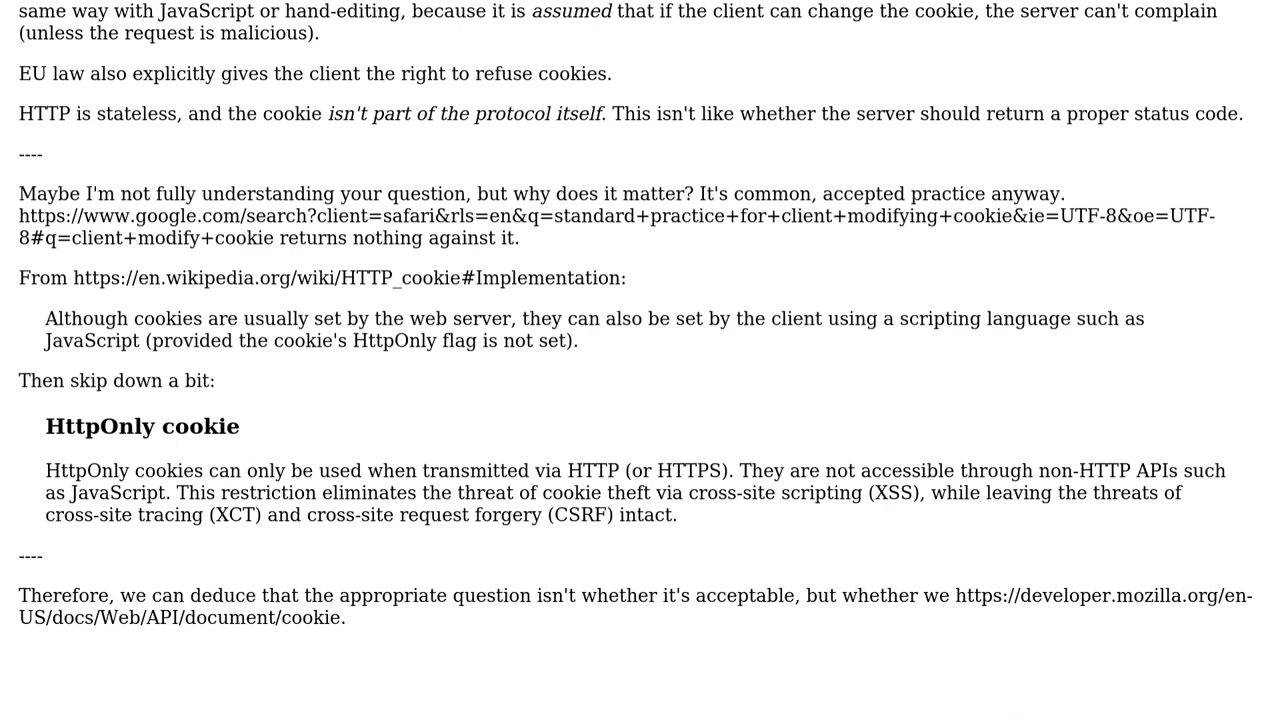 same way with JavaScript or hand-editing, because it is assumed that if the client can change the cookie, the server can't complain
(unless the request is malicious).
EU law also explicitly gives the client the right to refuse cookies.
HTTP is stateless, and the cookie isn't part of the protocol itself. This isn't like whether the server should return a proper status code.
----
Maybe I'm not fully understanding your question, but why does it matter? It's common, accepted practice anyway.
https://www.google.com/search?client=safari&rls=en&q=standard+practice+for+client+modifying+cookie&ie=UTF-8&oe=UTF-
8#q=client+modify+cookie returns nothing against it.
From https://en.wikipedia.org/wiki/HTTP_cookie#Implementation:
Although cookies are usually set by the web server, they can also be set by the client using a scripting language such as
JavaScript (provided the cookie's HttpOnly flag is not set).
Then skip down a bit:
HttpOnly cookie
HttpOnly cookies can only be used when transmitted via HTTP (or HTTPS). They are not accessible through non-HTTP APIs such
as JavaScript. This restriction eliminates the threat of cookie theft via cross-site scripting (XSS), while leaving the threats of
cross-site tracing (XCT) and cross-site request forgery (CSRF) intact.
----
Therefore, we can deduce that the appropriate question isn't whether it's acceptable, but whether we https://developer.mozilla.org/en-
US/docs/Web/API/document/cookie.